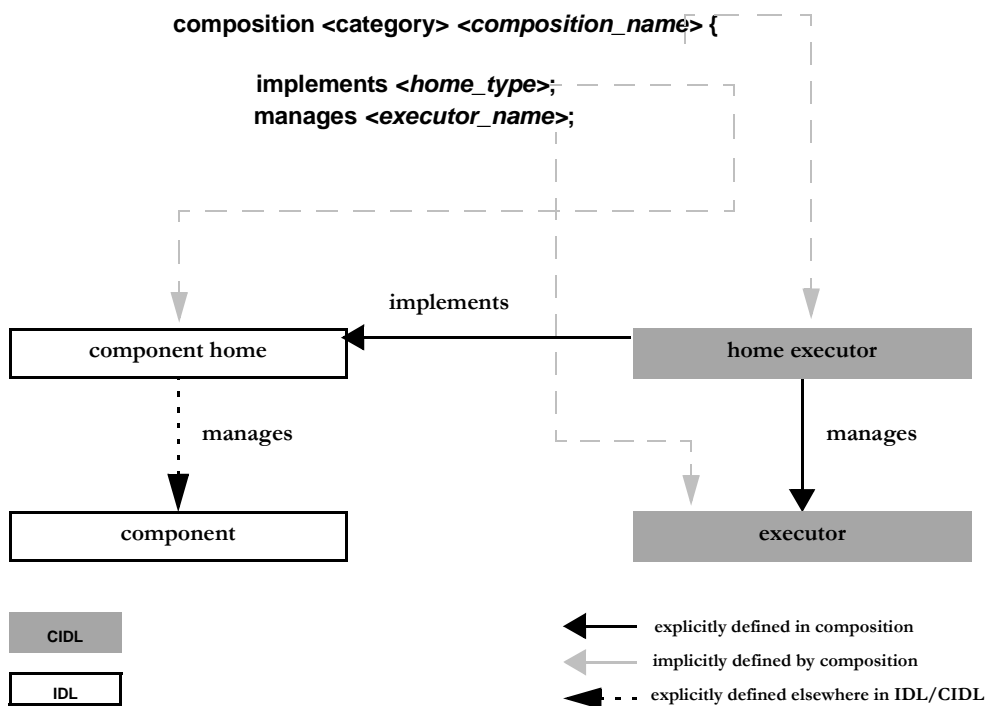 composition <category> <composition_name> {
implements <home_type>;
manages <executor_name>;
implements
component home
home executor
manages
manages
component
executor
CIDL
explicitly defined in composition
implicitly defined by composition
IDL
explicitly defined elsewhere in IDL/CIDL